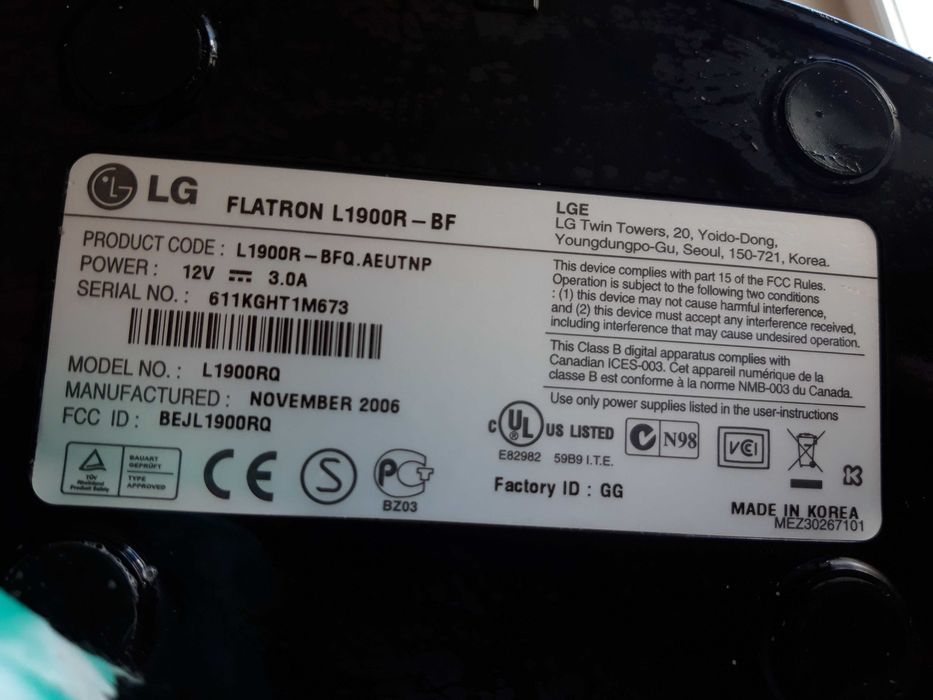 LG FLATRON L1900R-BF
PRODUCT CODE : L1900R-BFQ.AEUTNP
POWER : 12V 3.0A
SERIAL NO. : 611KGHT1M673
MODEL NO. : L1900RQ
MANUFACTURED : NOVEMBER 2006
FCC ID : BEJL1900RQ
TÜV
Rheinland
Product Safety
BAUART
GEPRÜFT
TYPE
APPROVED
CE
S
PCT
BZ03
LGE
LG Twin Towers, 20, Yoido-Dong,
Youngdungpo-Gu, Seoul, 150-721, Korea.
This device complies with part 15 of the FCC Rules.
Operation is subject to the following two conditions
: (1) this device may not cause harmful interference,
and (2) this device must accept any interference received,
including interference that may cause undesired operation.
This Class B digital apparatus complies with
Canadian ICES-003. Cet appareil numérique de la
classe B est conforme à la norme NMB-003 du Canada.
Use only power supplies listed in the user-instructions
C UL US LISTED
E82982 59B9 I.T.E.
N98
VCI
Factory ID : GG
MADE IN KOREA
MEZ30267101